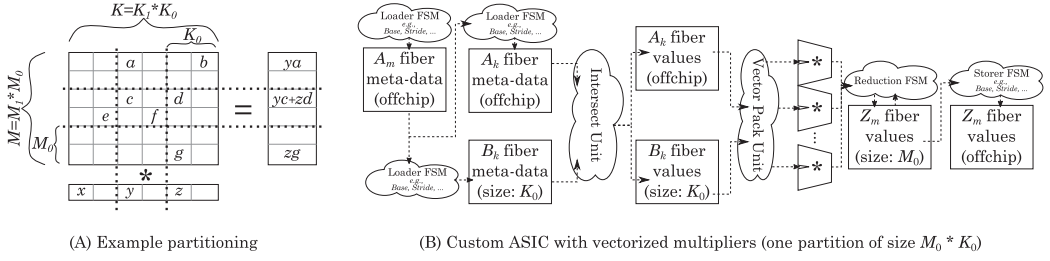 K=K₁*K₀
K₀
M=M₁*M₀
M₀
a b
c d
e f
g
*
x y z
=
ya
yc+zd
zg
(A) Example partitioning
Loader FSM
e.g.,
Base, Stride, ...
Aₘ fiber
meta-data
(offchip)
Loader FSM
e.g.,
Base, Stride, ...
Loader FSM
e.g.,
Base, Stride, ...
Aₖ fiber
meta-data
(offchip)
Bₖ fiber
meta-data
(size: K₀)
Intersect Unit
Aₖ fiber
values
(offchip)
Bₖ fiber
values
(size: K₀)
Vector Pack Unit
*
*
*
Reduction FSM
Zₘ fiber
values
(size: M₀)
Storer FSM
e.g.,
Base, Stride, ...
Zₘ fiber
values
(offchip)
(B) Custom ASIC with vectorized multipliers (one partition of size M₀ * K₀)